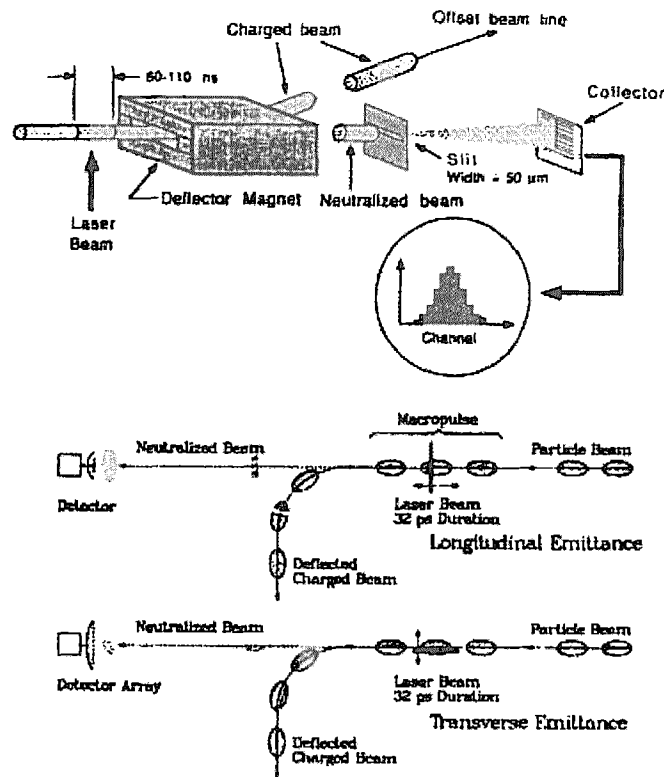 Charged beam
Offset beam line
60-110 ns
Collector
Slit
Width = 50 μm
Deflector Magnet
Neutralized beam
Laser
Beam
Channel
Macropulse
Neutralized Beam
Particle Beam
Detector
Laser Beam
32 ps Duration
Longitudinal Emittance
Deflected
Charged Beam
Neutralized Beam
Particle Beam
Detector Array
Laser Beam
32 ps Duration
Transverse Emittance
Deflected
Charged Beam